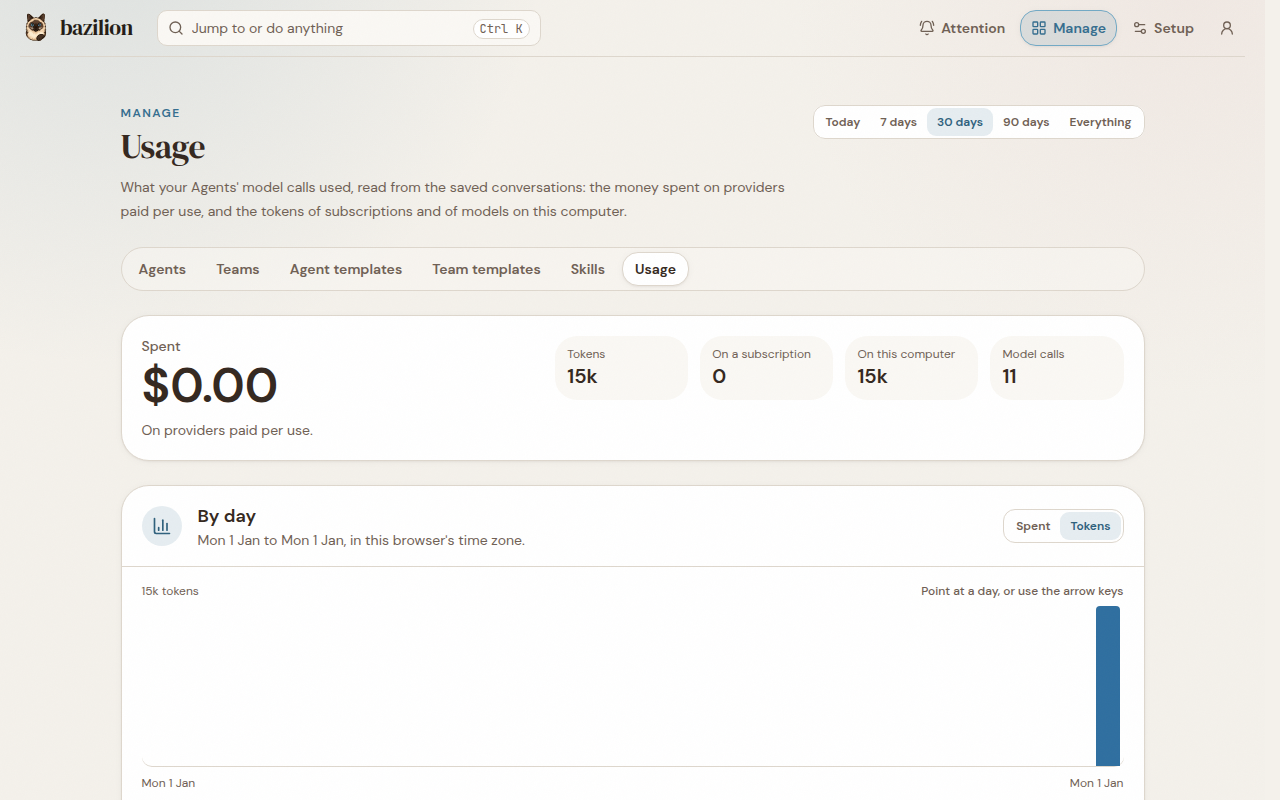 bazilion
Jump to or do anything
Ctrl K
Attention
Manage
Setup
MANAGE
Usage
What your Agents' model calls used, read from the saved conversations: the money spent on providers
paid per use, and the tokens of subscriptions and of models on this computer.
Today
7 days
30 days
90 days
Everything
Agents
Teams
Agent templates
Team templates
Skills
Usage
Spent
$0.00
On providers paid per use.
Tokens
15k
On a subscription
0
On this computer
15k
Model calls
11
By day
Mon 1 Jan to Mon 1 Jan, in this browser's time zone.
Spent
Tokens
15k tokens
Point at a day, or use the arrow keys
Mon 1 Jan
Mon 1 Jan